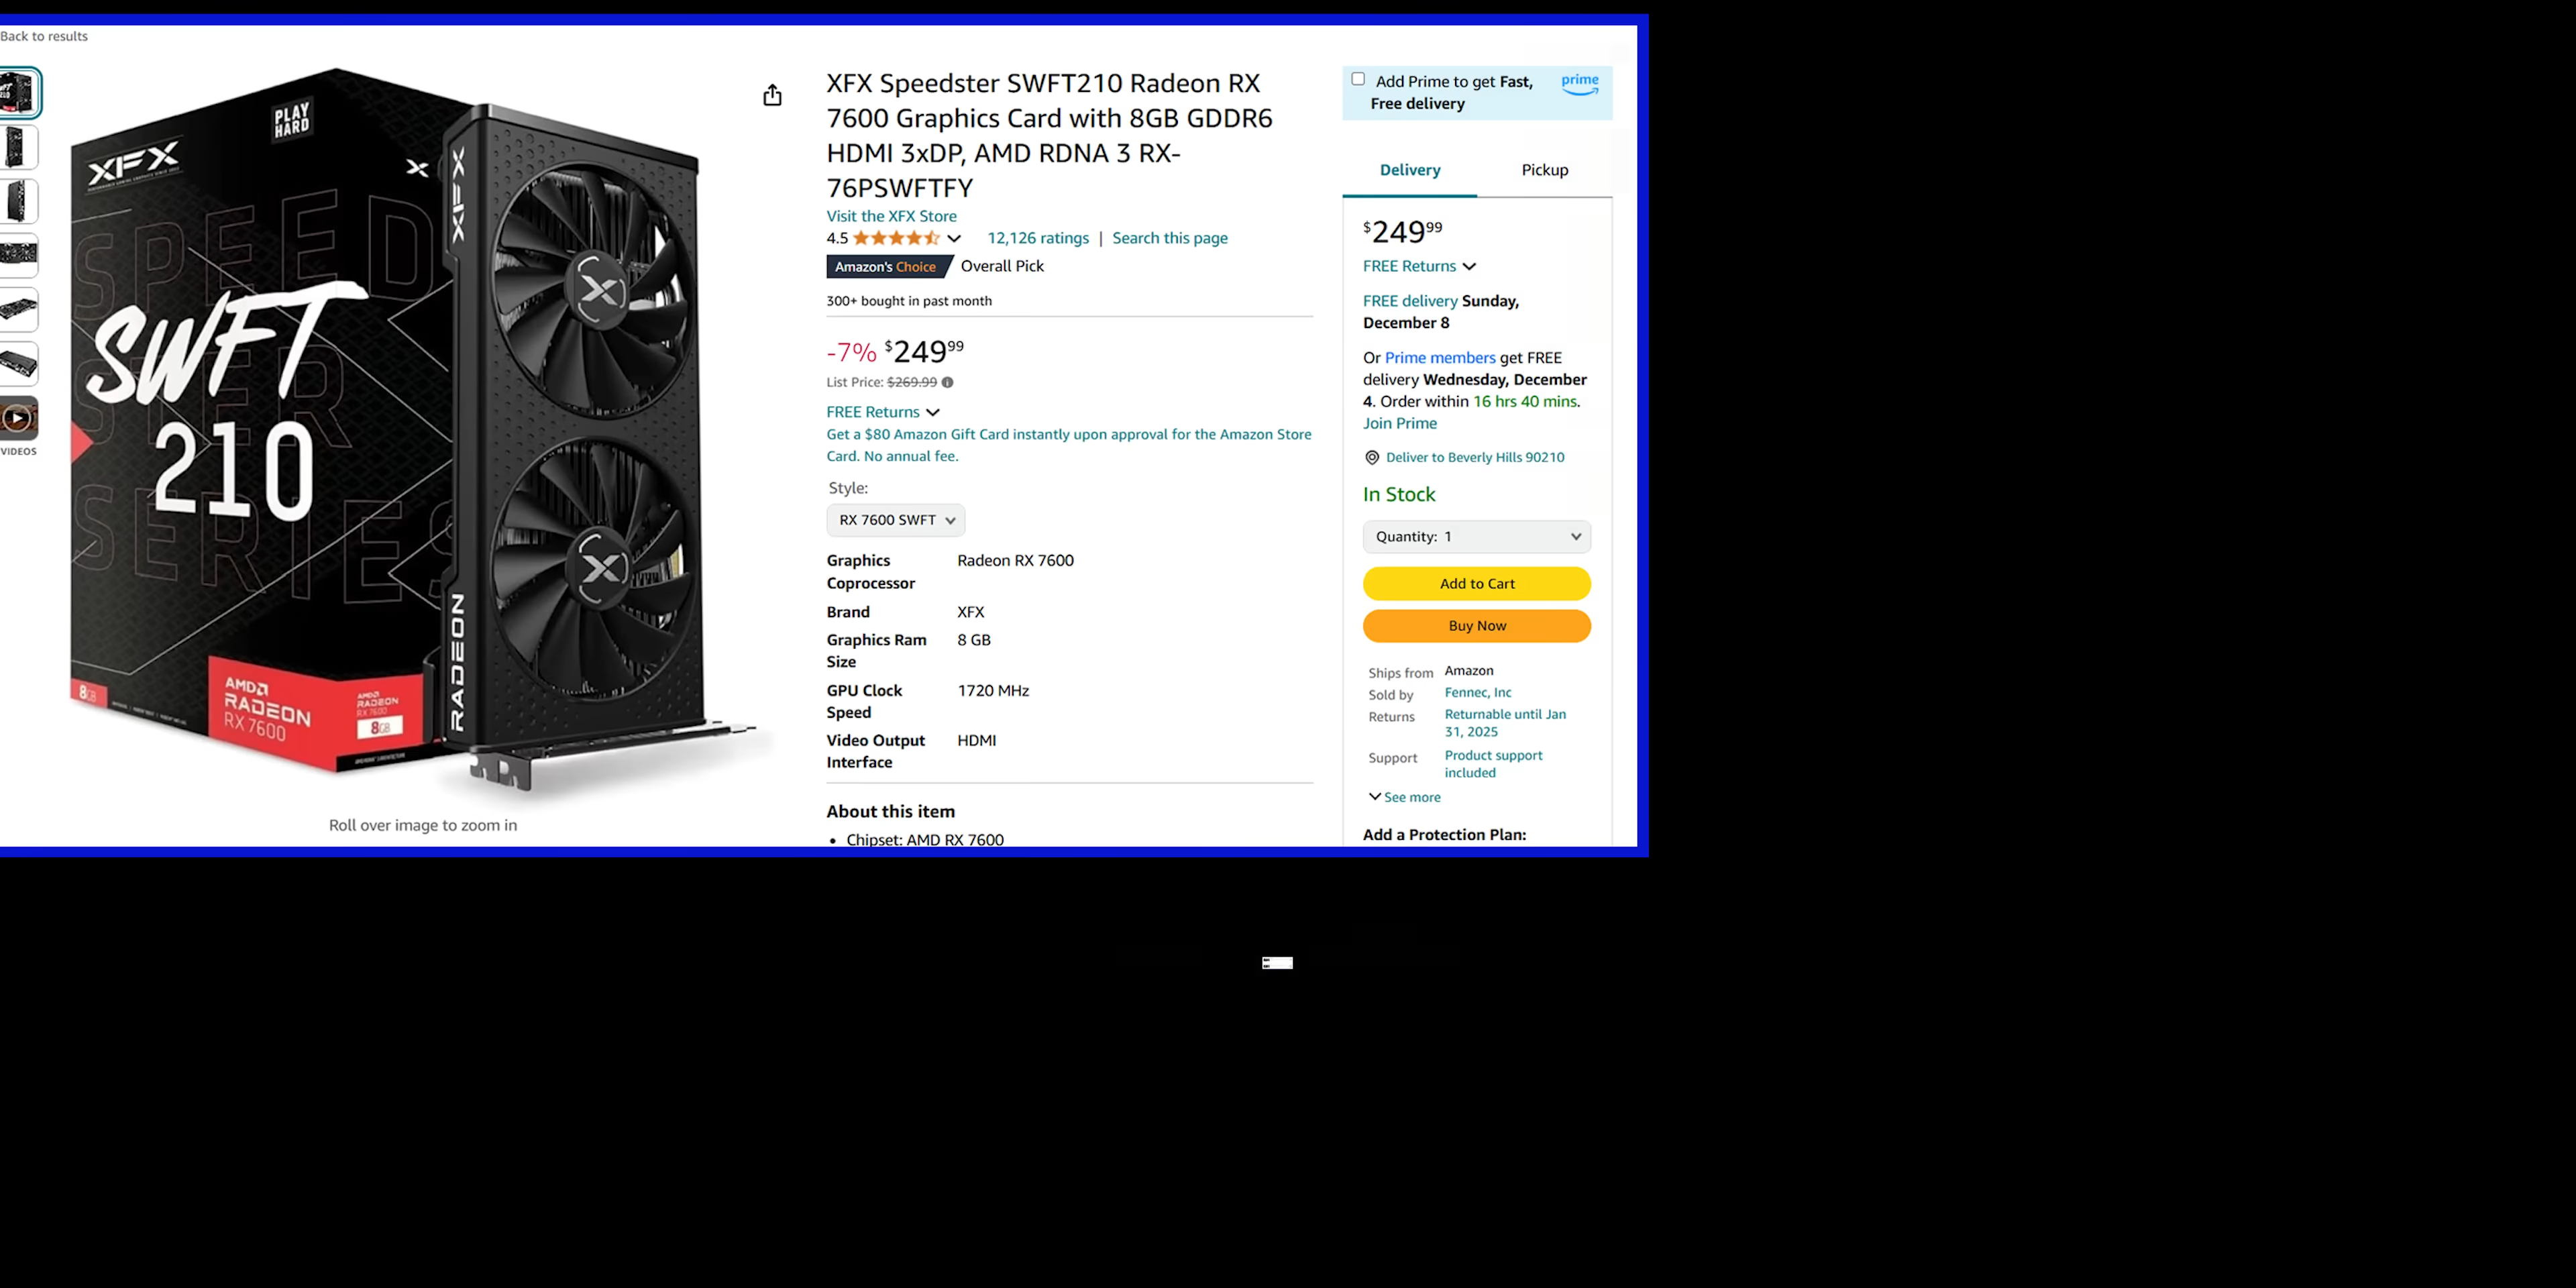 Back to results
VIDEOS
PLAY
HARD
XFX
SPEED
STER
SERIES
SWFT
210
8GB
AMD
RADEON
RX 7600
AMD
RADEON
RX 7600
8GB
XFX
RADEON
Roll over image to zoom in
XFX Speedster SWFT210 Radeon RX
7600 Graphics Card with 8GB GDDR6
HDMI 3xDP, AMD RDNA 3 RX-
76PSWFTFY
Visit the XFX Store
4.5 12,126 ratings | Search this page
Amazon's Choice Overall Pick
300+ bought in past month
-7% $249 99
List Price: $269.99
FREE Returns
Get a $80 Amazon Gift Card instantly upon approval for the Amazon Store
Card. No annual fee.
Style:
RX 7600 SWFT
Graphics Radeon RX 7600
Coprocessor
Brand XFX
Graphics Ram 8 GB
Size
GPU Clock 1720 MHz
Speed
Video Output HDMI
Interface
About this item
• Chipset: AMD RX 7600
Add Prime to get Fast,
Free delivery
prime
Delivery Pickup
$249 99
FREE Returns
FREE delivery Sunday,
December 8
Or Prime members get FREE
delivery Wednesday, December
4. Order within 16 hrs 40 mins.
Join Prime
Deliver to Beverly Hills 90210
In Stock
Quantity: 1
Add to Cart
Buy Now
Ships from Amazon
Sold by Fennec, Inc
Returns Returnable until Jan
31, 2025
Support Product support
included
See more
Add a Protection Plan: